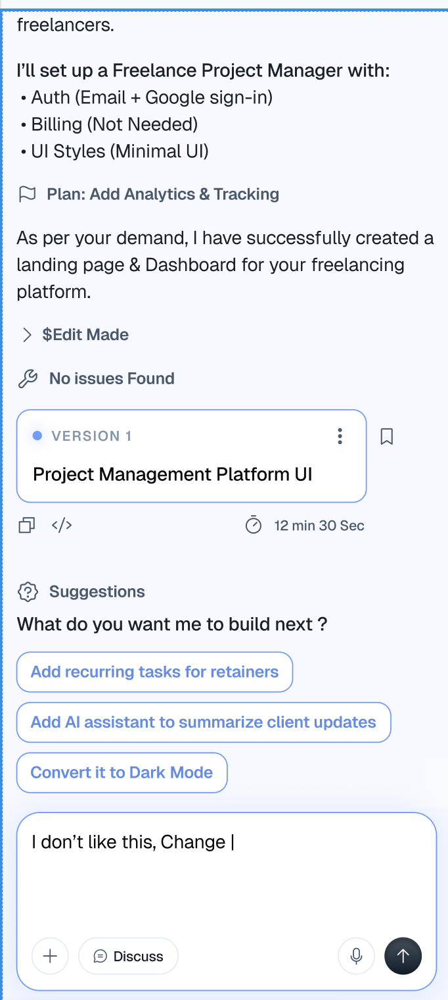 freelancers.
I’ll set up a Freelance Project Manager with:
• Auth (Email + Google sign-in)
• Billing (Not Needed)
• UI Styles (Minimal UI)
Plan: Add Analytics & Tracking
As per your demand, I have successfully created a
landing page & Dashboard for your freelancing
platform.
$Edit Made
No issues Found
VERSION 1
Project Management Platform UI
</>
12 min 30 Sec
Suggestions
What do you want me to build next ?
Add recurring tasks for retainers
Add AI assistant to summarize client updates
Convert it to Dark Mode
I don’t like this, Change
Discuss